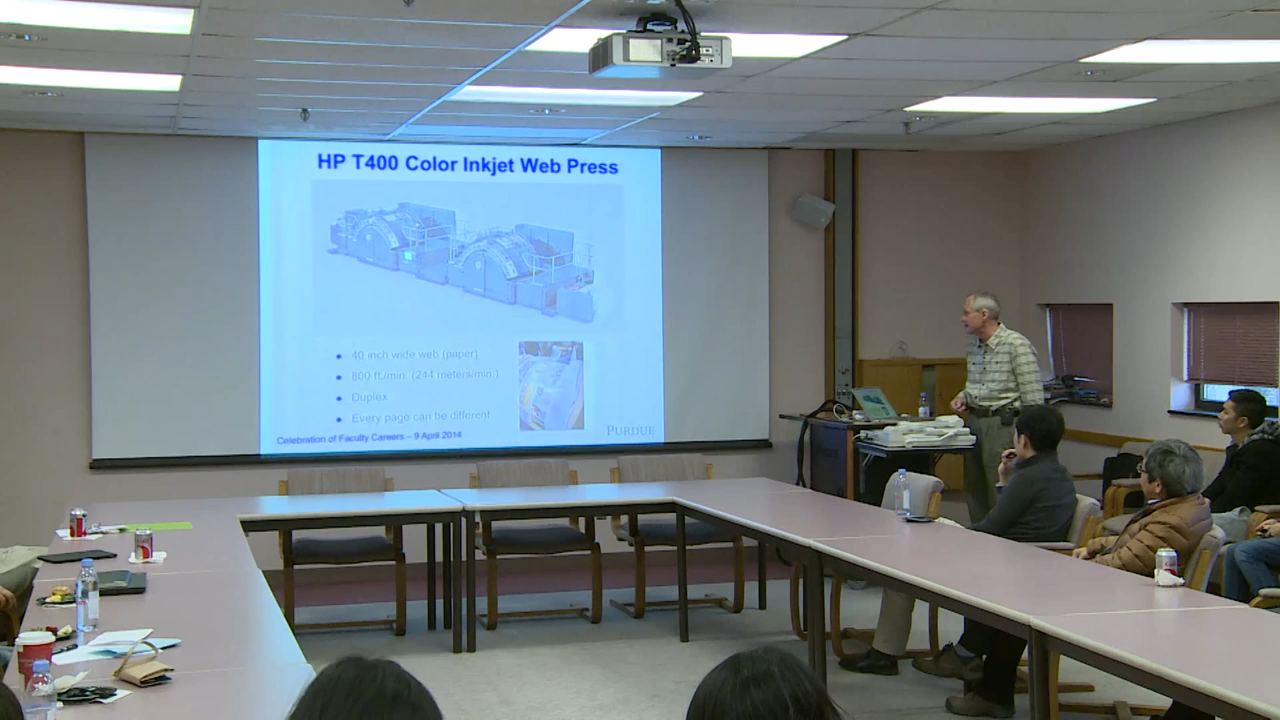 HP T400 Color Inkjet Web Press
40 inch wide web (paper)
800 ft./min. (244 meters/min.)
Duplex
Every page can be different
Celebration of Faculty Careers – 9 April 2014
PURDUE